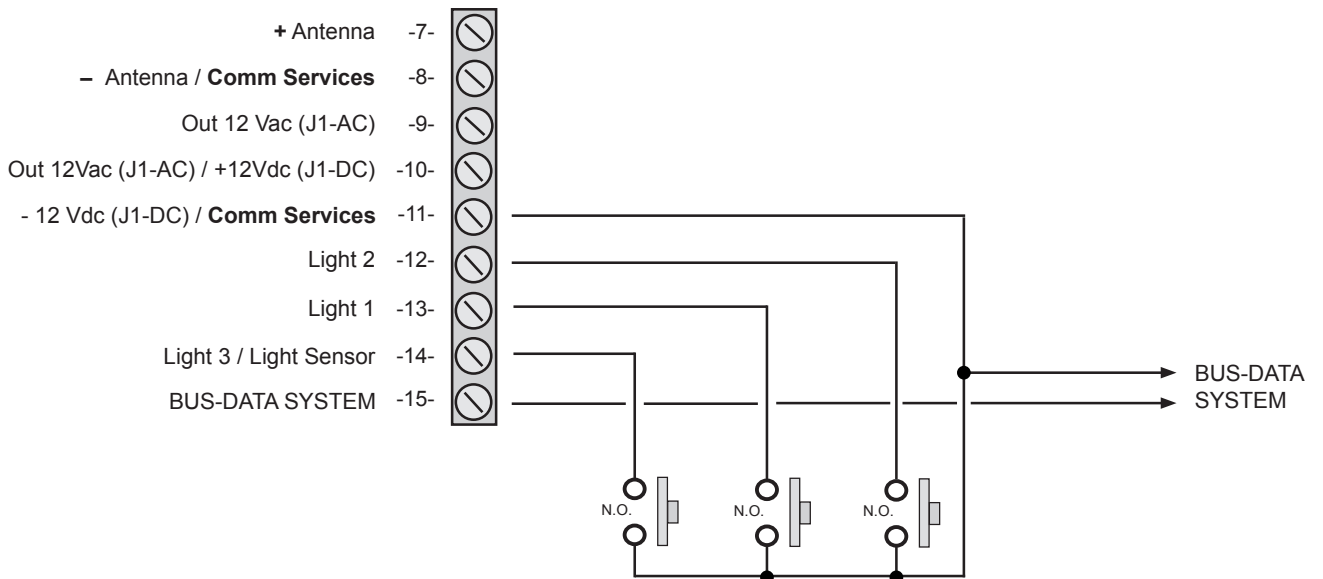 + Antenna -7-
– Antenna / Comm Services -8-
Out 12 Vac (J1-AC) -9-
Out 12Vac (J1-AC) / +12Vdc (J1-DC) -10-
- 12 Vdc (J1-DC) / Comm Services -11-
Light 2 -12-
Light 1 -13-
Light 3 / Light Sensor -14-
BUS-DATA SYSTEM -15-
BUS-DATA
SYSTEM
N.O. N.O. N.O.